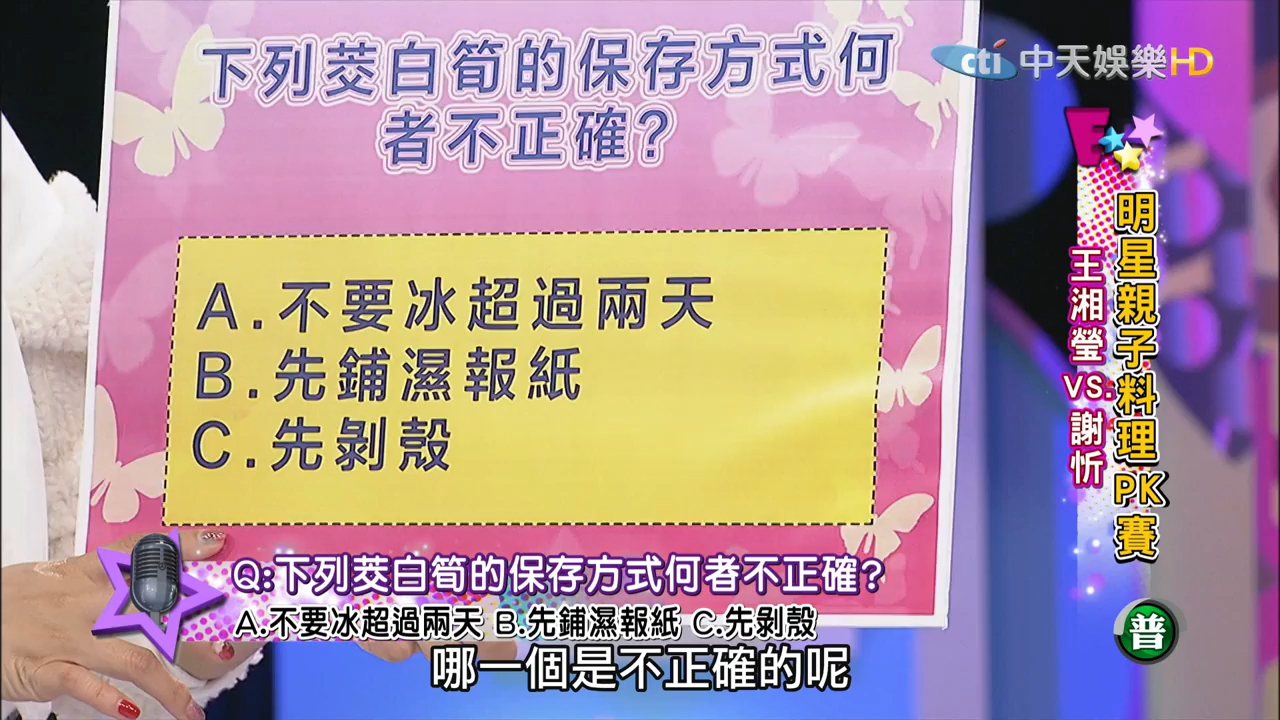 下列茭白筍的保存方式何
者不正確?
A.不要冰超過兩天
B.先鋪濕報紙
C.先剝殼
cti 中天娛樂HD
E
明星親子料理PK賽
王湘瑩VS.謝忻
普
Q:下列茭白筍的保存方式何者不正確?
A.不要冰超過兩天 B.先鋪濕報紙 C.先剝殼
哪一個是不正確的呢